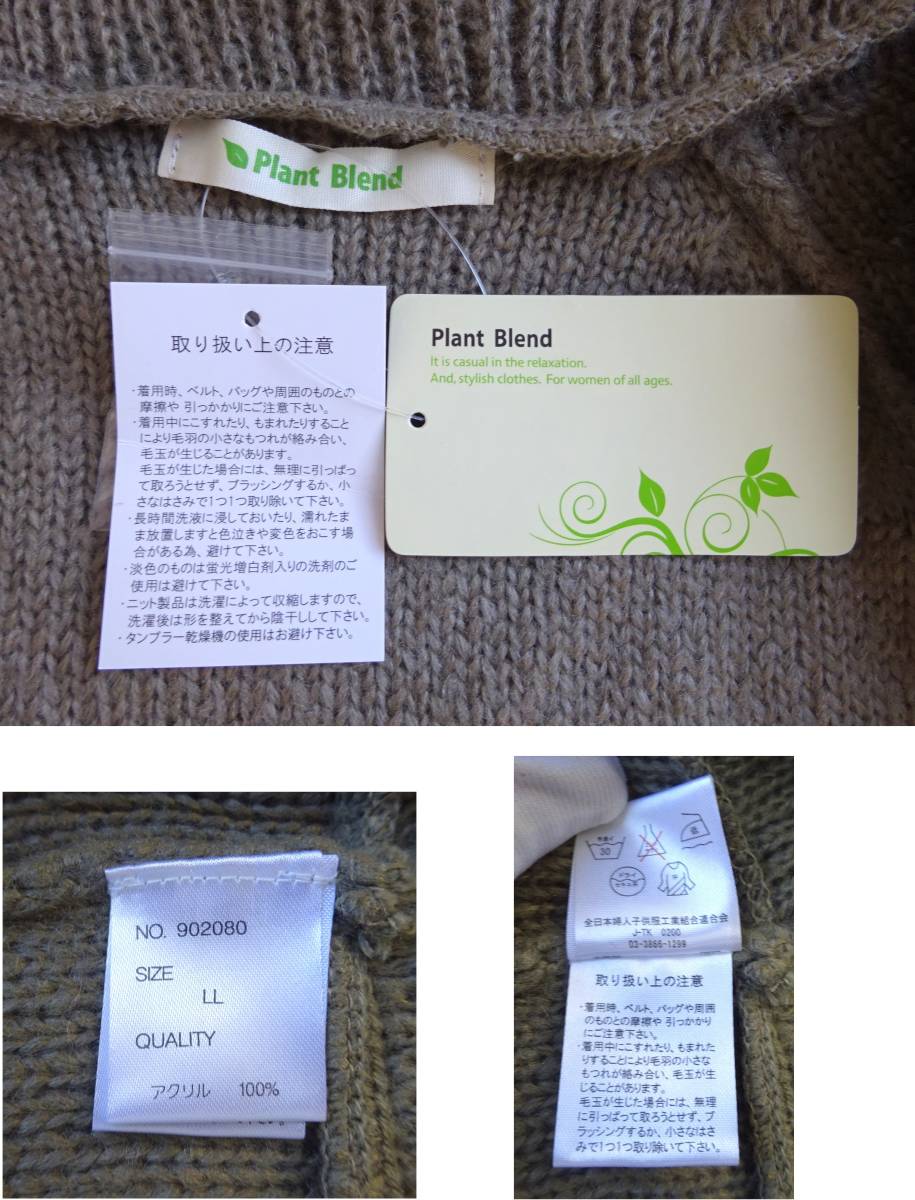 Plant Blend
取り扱い上の注意
・着用時、ベルト、バッグや周囲のものとの
摩擦や 引っかかりにご注意下さい。
・着用中にこすれたり、もまれたりすること
により毛羽の小さなもつれが絡み合い、
毛玉が生じることがあります。
毛玉が生じた場合には、無理に引っぱっ
て取ろうとせず、ブラッシングするか、小
さなはさみで1つ1つ取り除いて下さい。
・長時間洗液に浸しておいたり、濡れたま
ま放置しますと色泣きや変色をおこす場
合がある為、避けて下さい。
・淡色のものは蛍光増白剤入りの洗剤のご
使用は避けて下さい。
・ニット製品は洗濯によって収縮しますので、
洗濯後は形を整えてから陰干しして下さい。
・タンブラー乾燥機の使用はお避け下さい。
Plant Blend
It is casual in the relaxation.
And, stylish clothes. For women of all ages.
NO. 902080
SIZE
LL
QUALITY
アクリル 100%
手洗イ
30
ドライ
セキユ系
全日本婦人子供服工業組合連合会
J-TK 0200
03-3866-1299
取り扱い上の注意
・着用時、ベルト、バッグや周囲
のものとの摩擦や 引っかかり
にご注意下さい。
・着用中にこすれたり、もまれた
りすることにより毛羽の小さな
もつれが絡み合い、毛玉が生
じることがあります。
毛玉が生じた場合には、無理
に引っぱって取ろうとせず、ブ
ラッシングするか、小さなはさ
みで1つ1つ取り除いて下さい。